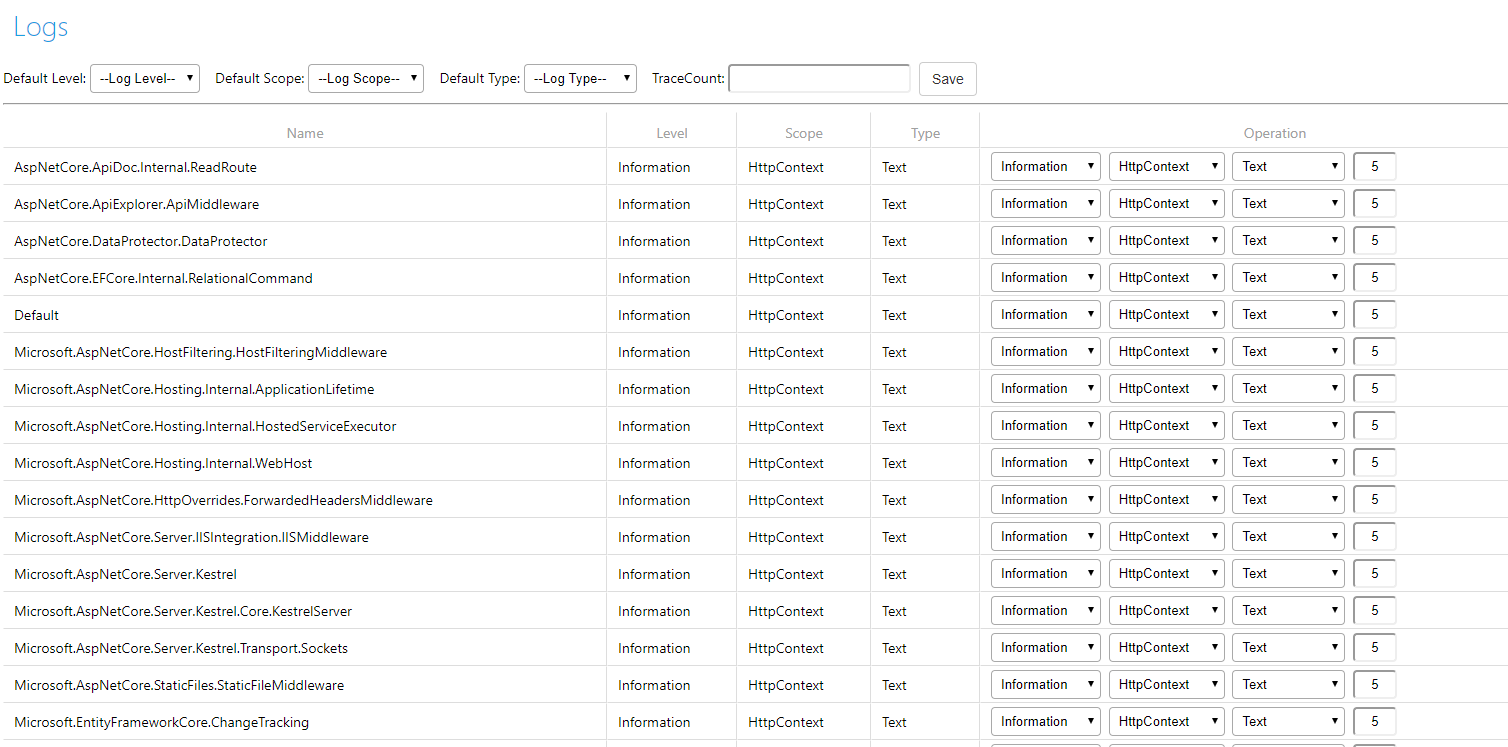 Logs
Default Level: --Log Level-- Default Scope: --Log Scope-- Default Type: --Log Type-- TraceCount: Save
Name Level Scope Type Operation
AspNetCore.ApiDoc.Internal.ReadRoute Information HttpContext Text Information HttpContext Text 5
AspNetCore.ApiExplorer.ApiMiddleware Information HttpContext Text Information HttpContext Text 5
AspNetCore.DataProtector.DataProtector Information HttpContext Text Information HttpContext Text 5
AspNetCore.EFCore.Internal.RelationalCommand Information HttpContext Text Information HttpContext Text 5
Default Information HttpContext Text Information HttpContext Text 5
Microsoft.AspNetCore.HostFiltering.HostFilteringMiddleware Information HttpContext Text Information HttpContext Text 5
Microsoft.AspNetCore.Hosting.Internal.ApplicationLifetime Information HttpContext Text Information HttpContext Text 5
Microsoft.AspNetCore.Hosting.Internal.HostedServiceExecutor Information HttpContext Text Information HttpContext Text 5
Microsoft.AspNetCore.Hosting.Internal.WebHost Information HttpContext Text Information HttpContext Text 5
Microsoft.AspNetCore.HttpOverrides.ForwardedHeadersMiddleware Information HttpContext Text Information HttpContext Text 5
Microsoft.AspNetCore.Server.IISIntegration.IISMiddleware Information HttpContext Text Information HttpContext Text 5
Microsoft.AspNetCore.Server.Kestrel Information HttpContext Text Information HttpContext Text 5
Microsoft.AspNetCore.Server.Kestrel.Core.KestrelServer Information HttpContext Text Information HttpContext Text 5
Microsoft.AspNetCore.Server.Kestrel.Transport.Sockets Information HttpContext Text Information HttpContext Text 5
Microsoft.AspNetCore.StaticFiles.StaticFileMiddleware Information HttpContext Text Information HttpContext Text 5
Microsoft.EntityFrameworkCore.ChangeTracking Information HttpContext Text Information HttpContext Text 5